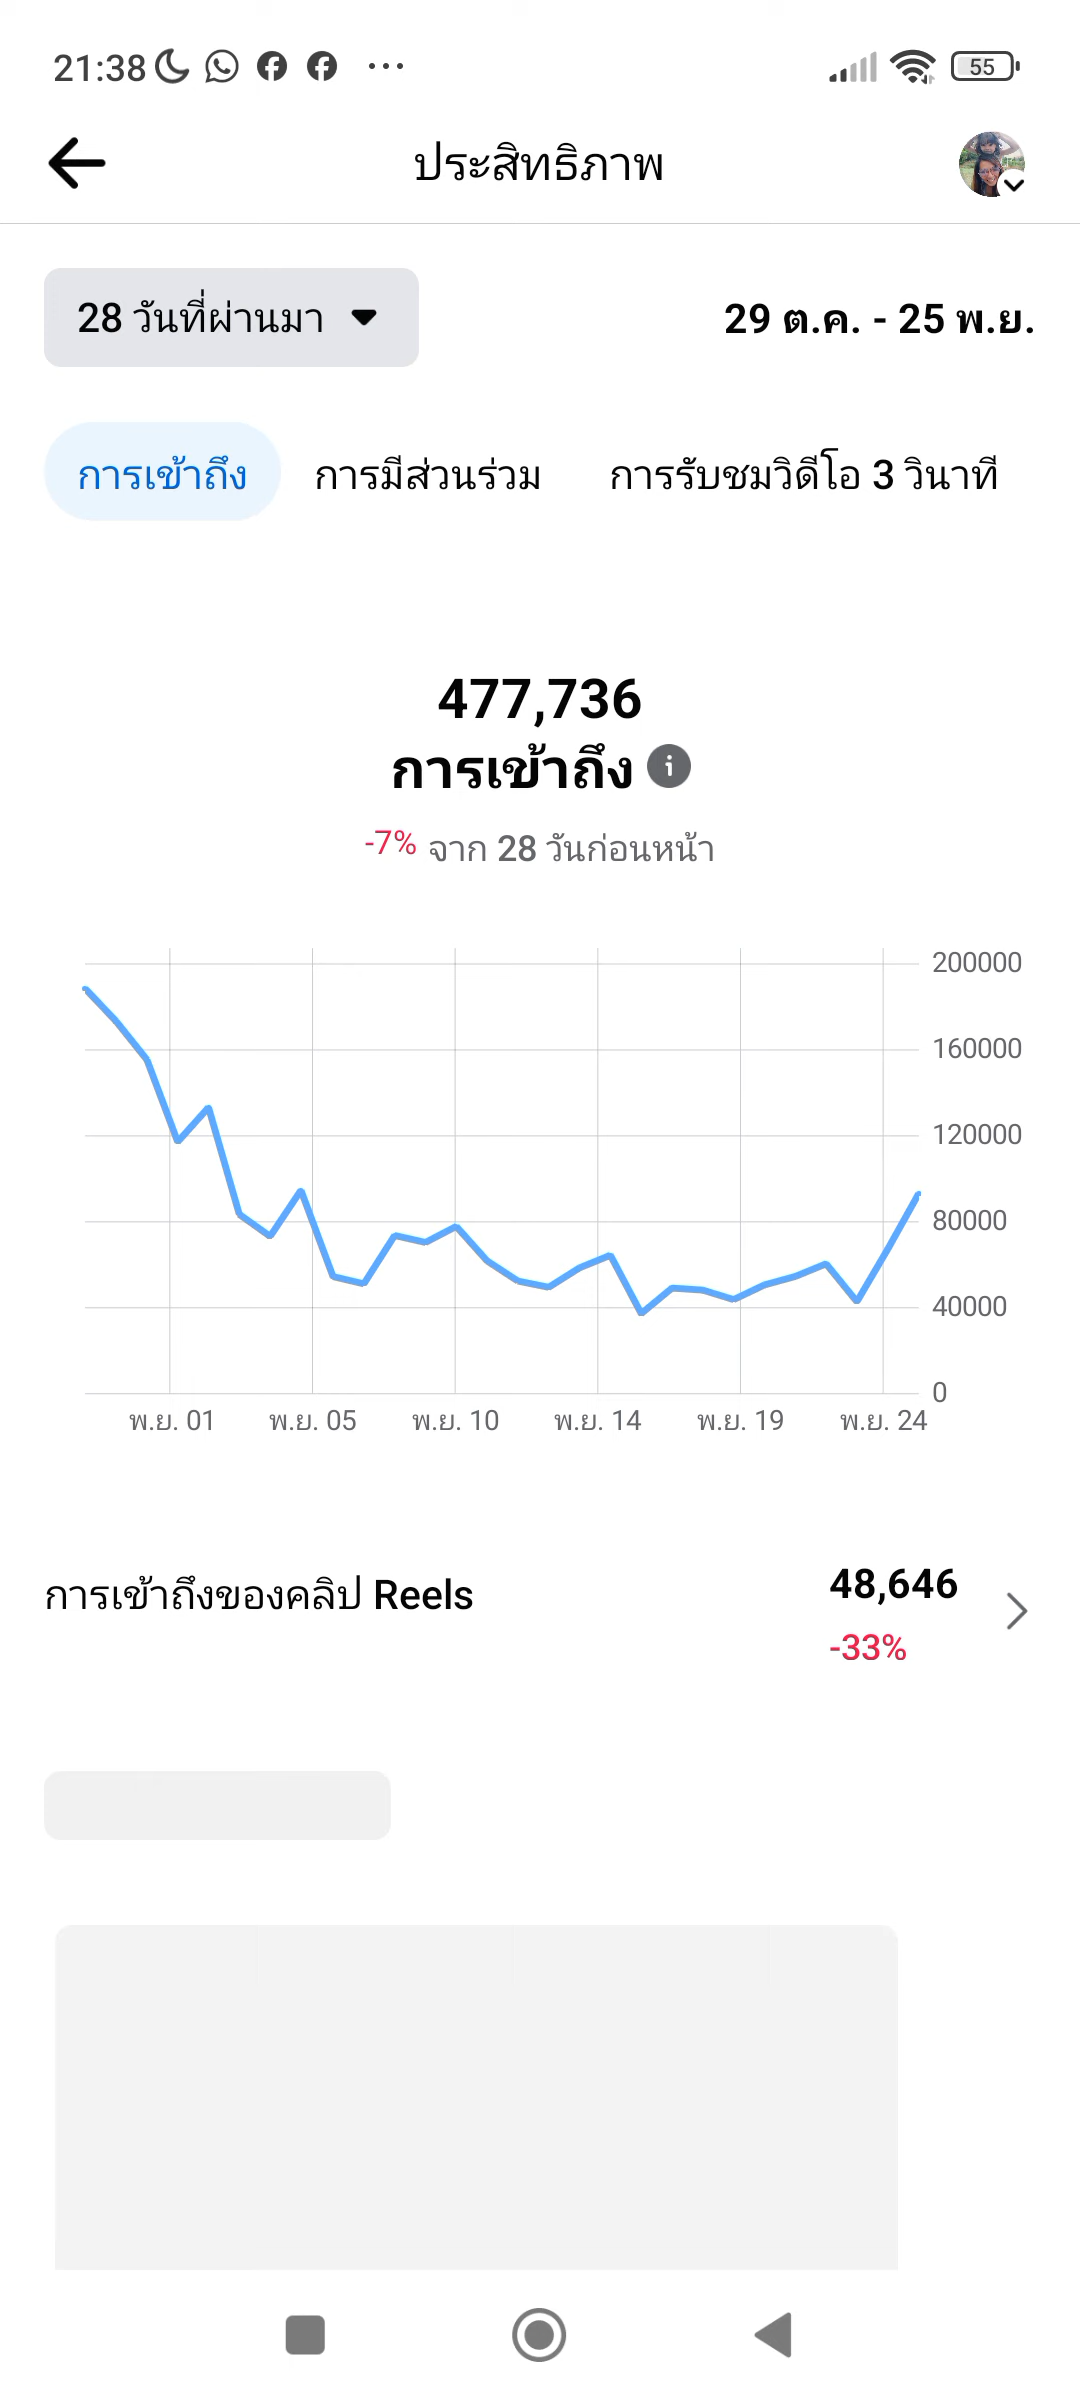 21:38
55
ประสิทธิภาพ
28 วันที่ผ่านมา
29 ต.ค. - 25 พ.ย.
การเข้าถึง การมีส่วนร่วม การรับชมวิดีโอ 3 วินาที
477,736
การเข้าถึง
-7% จาก 28 วันก่อนหน้า
200000
160000
120000
80000
40000
0
พ.ย. 01 พ.ย. 05 พ.ย. 10 พ.ย. 14 พ.ย. 19 พ.ย. 24
การเข้าถึงของคลิป Reels
48,646
-33%